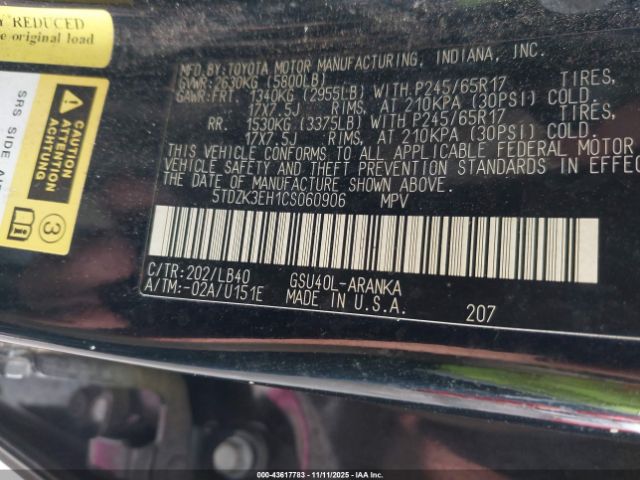 Y REDUCED
e original load
CAUTION
ATTENTION
ACHTUNG
SRS SIDE AI
3
MFD.BY:TOYOTA MOTOR MANUFACTURING, INDIANA, INC.
GVWR:2630KG (5800LB)
GAWR:FRT. 1340KG (2955LB) WITH P245/65R17 TIRES,
17X7.5J RIMS, AT 210KPA (30PSI) COLD
RR. 1530KG (3375LB) WITH P245/65R17 TIRES,
17X7.5J RIMS, AT 210KPA (30PSI) COLD.
THIS VEHICLE CONFORMS TO ALL APPLICABLE FEDERAL MOTOR
VEHICLE SAFETY AND THEFT PREVENTION STANDARDS IN EFFEC
DATE OF MANUFACTURE SHOWN ABOVE.
5TDZK3EH1CS060906 MPV
C/TR:202/LB40 GSU40L-ARANKA
A/TM:-02A/U151E MADE IN U.S.A. 207
000-43617783 - 11/11/2025 - IAAI.COM